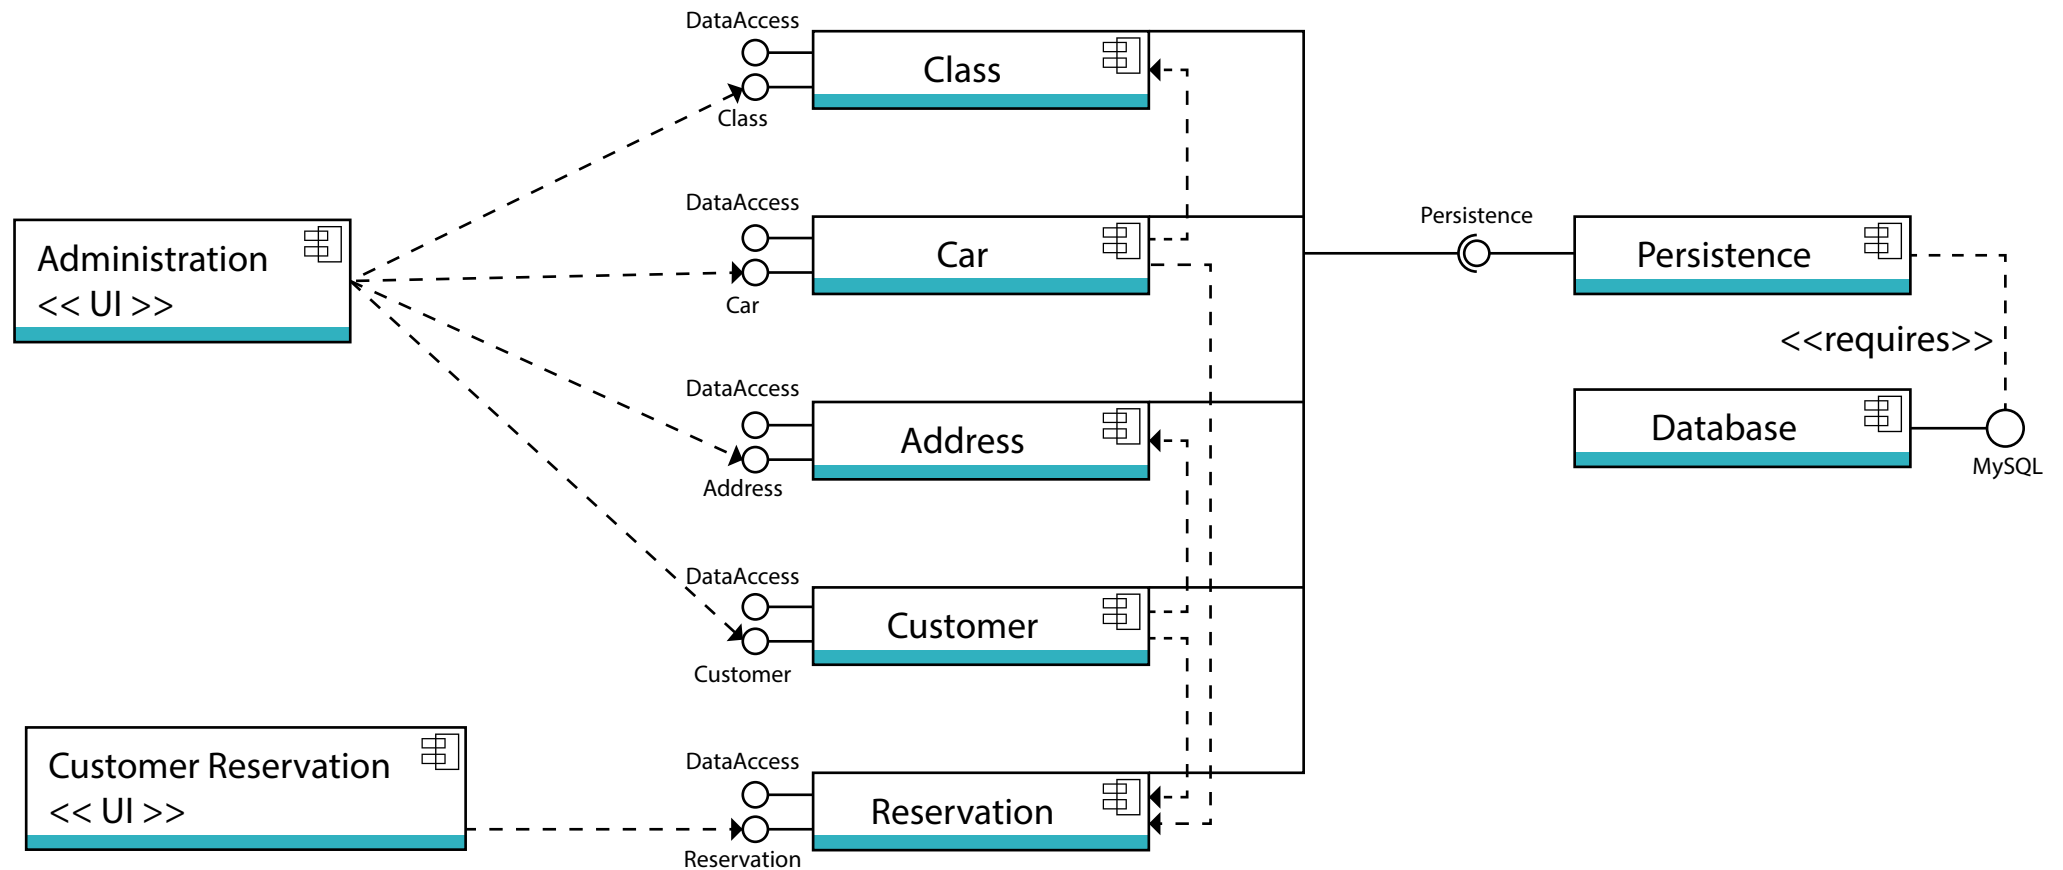 DataAccess
Class
Class
DataAccess
Car
Car
Administration
<< UI >>
Persistence
Persistence
<<requires>>
DataAccess
Address
Address
Database
MySQL
DataAccess
Customer
Customer
Customer Reservation
<< UI >>
DataAccess
Reservation
Reservation